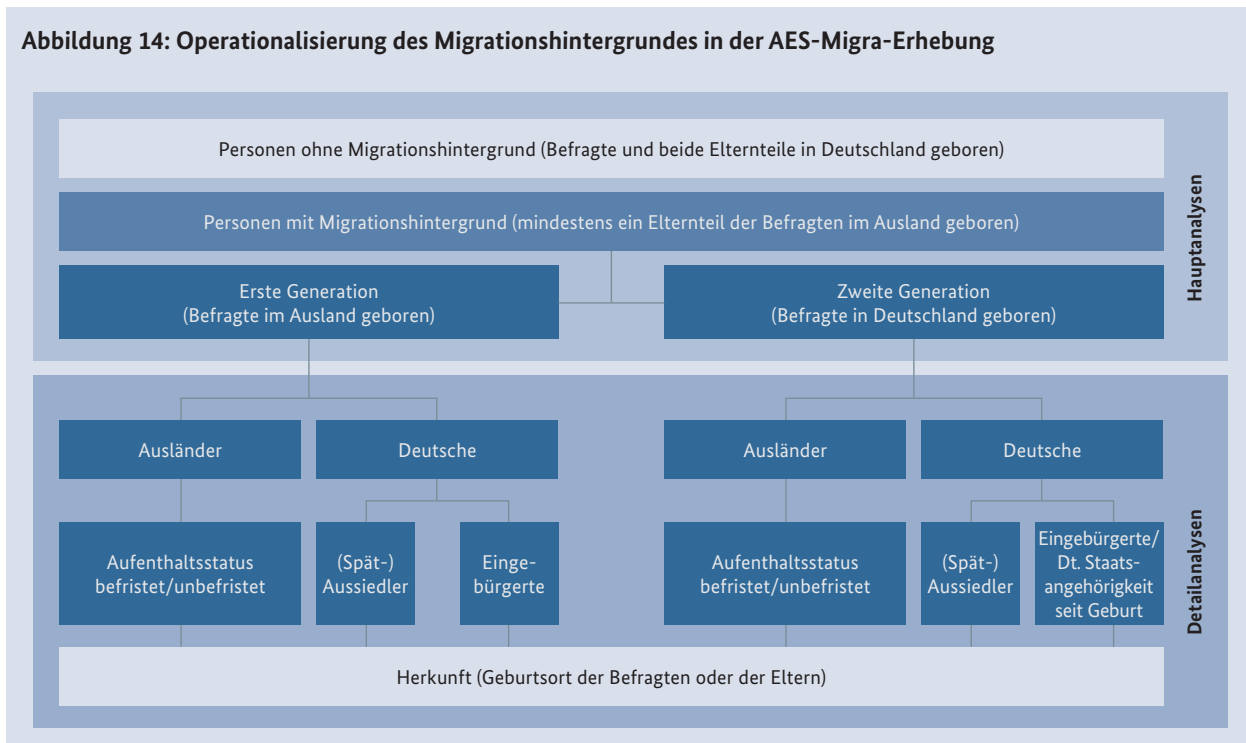 Abbildung 14: Operationalisierung des Migrationshintergrundes in der AES-Migra-Erhebung
Personen ohne Migrationshintergrund (Befragte und beide Elternteile in Deutschland geboren)
Personen mit Migrationshintergrund (mindestens ein Elternteil der Befragten im Ausland geboren)
Erste Generation
(Befragte im Ausland geboren)
Zweite Generation
(Befragte in Deutschland geboren)
Hauptanalysen
Ausländer
Deutsche
Ausländer
Deutsche
Aufenthaltsstatus
befristet/unbefristet
(Spät-)
Aussiedler
Einge-
bürgerte
Aufenthaltsstatus
befristet/unbefristet
(Spät-)
Aussiedler
Eingebürgerte/
Dt. Staats-
angehörigkeit
seit Geburt
Herkunft (Geburtsort der Befragten oder der Eltern)
Detailanalysen